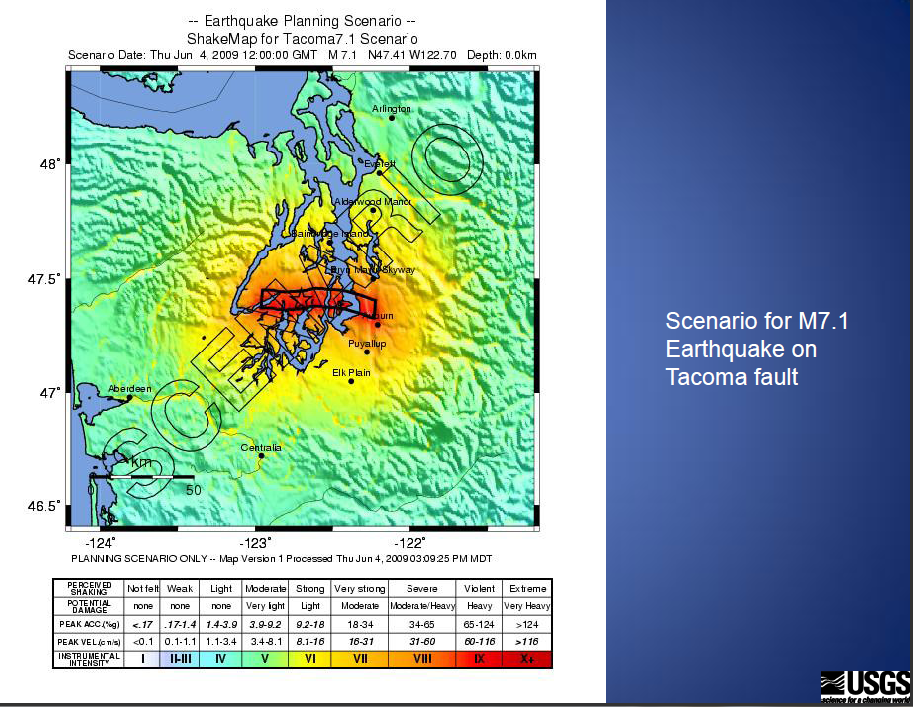 -- Earthquake Planning Scenario --
ShakeMap for Tacoma7.1 Scenario
Scenario Date: Thu Jun 4, 2009 12:00:00 GMT M 7.1 N47.41 W122.70 Depth: 0.0km
Arlington
48°
Everett
Alderwood Manor
Bainbridge Island
47.5°
Bryn Mawr-Skyway
Auburn
Puyallup
Elk Plain
47°
Aberdeen
Centralia
km
0 50
46.5°
-124° -123° -122°
SCENARIO
PLANNING SCENARIO ONLY -- Map Version 1 Processed Thu Jun 4, 2009 03:09:25 PM MDT
PERCEIVED SHAKING Not felt Weak Light Moderate Strong Very strong Severe Violent Extreme
POTENTIAL DAMAGE none none none Very light Light Moderate Moderate/Heavy Heavy Very Heavy
PEAK ACC.(%g) <.17 .17-1.4 1.4-3.9 3.9-9.2 9.2-18 18-34 34-65 65-124 >124
PEAK VEL.(cm/s) <0.1 0.1-1.1 1.1-3.4 3.4-8.1 8.1-16 16-31 31-60 60-116 >116
INSTRUMENTAL INTENSITY I II-III IV V VI VII VIII IX X+
Scenario for M7.1
Earthquake on
Tacoma fault
USGS
science for a changing world